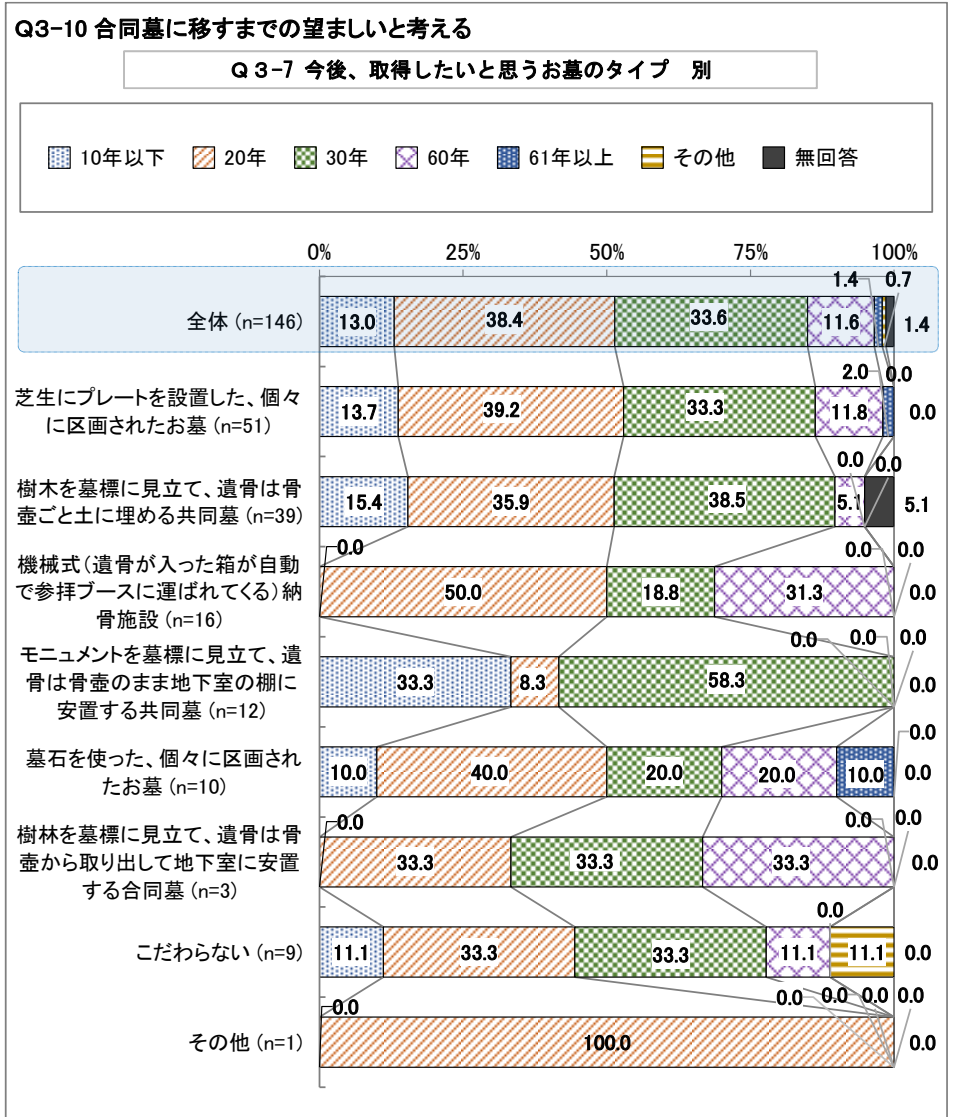 Q3-10 合同墓に移すまでの望ましいと考える
Q 3-7 今後、取得したいと思うお墓のタイプ 別
10年以下 20年 30年 60年 61年以上 その他 無回答
0% 25% 50% 75% 100%
1.4 0.7
全体 (n=146) 13.0 38.4 33.6 11.6 1.4
2.0 0.0
芝生にプレートを設置した、個々
に区画されたお墓 (n=51)
13.7 39.2 33.3 11.8 0.0
0.0 0.0
樹木を墓標に見立て、遺骨は骨
壺ごと土に埋める共同墓 (n=39)
15.4 35.9 38.5 5.1 5.1
0.0 0.0 0.0
機械式(遺骨が入った箱が自動
で参拝ブースに運ばれてくる)納
骨施設 (n=16)
50.0 18.8 31.3 0.0
0.0 0.0 0.0
モニュメントを墓標に見立て、遺
骨は骨壺のまま地下室の棚に
安置する共同墓 (n=12)
33.3 8.3 58.3 0.0
0.0
墓石を使った、個々に区画され
たお墓 (n=10)
10.0 40.0 20.0 20.0 10.0 0.0
0.0 0.0 0.0
樹林を墓標に見立て、遺骨は骨
壺から取り出して地下室に安置
する合同墓 (n=3)
33.3 33.3 33.3 0.0
0.0
こだわらない (n=9) 11.1 33.3 33.3 11.1 11.1 0.0
0.0 0.0 0.0 0.0 0.0
その他 (n=1) 100.0 0.0